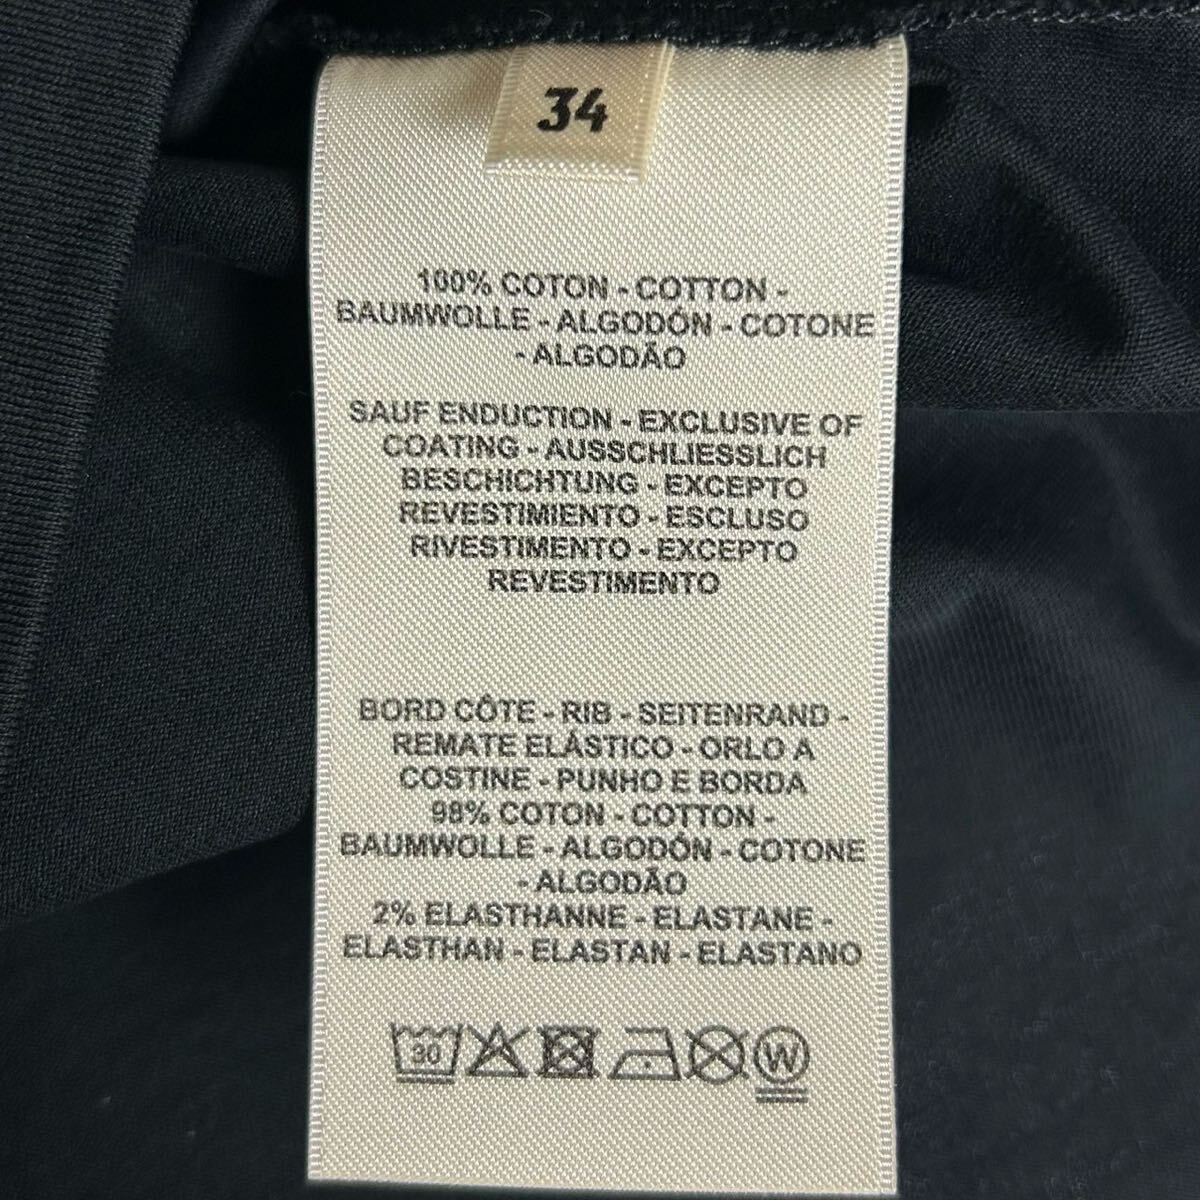 34
100% COTON - COTTON -
BAUMWOLLE - ALGODÓN - COTONE
- ALGODÃO
SAUF ENDUCTION - EXCLUSIVE OF
COATING - AUSSCHLIESSLICH
BESCHICHTUNG - EXCEPTO
REVESTIMIENTO - ESCLUSO
RIVESTIMENTO - EXCEPTO
REVESTIMENTO
BORD CÔTE - RIB - SEITENRAND -
REMATE ELÁSTICO - ORLO A
COSTINE - PUNHO E BORDA
98% COTON - COTTON -
BAUMWOLLE - ALGODÓN - COTONE
- ALGODÃO
2% ELASTHANNE - ELASTANE -
ELASTHAN - ELASTAN - ELASTANO
30 W